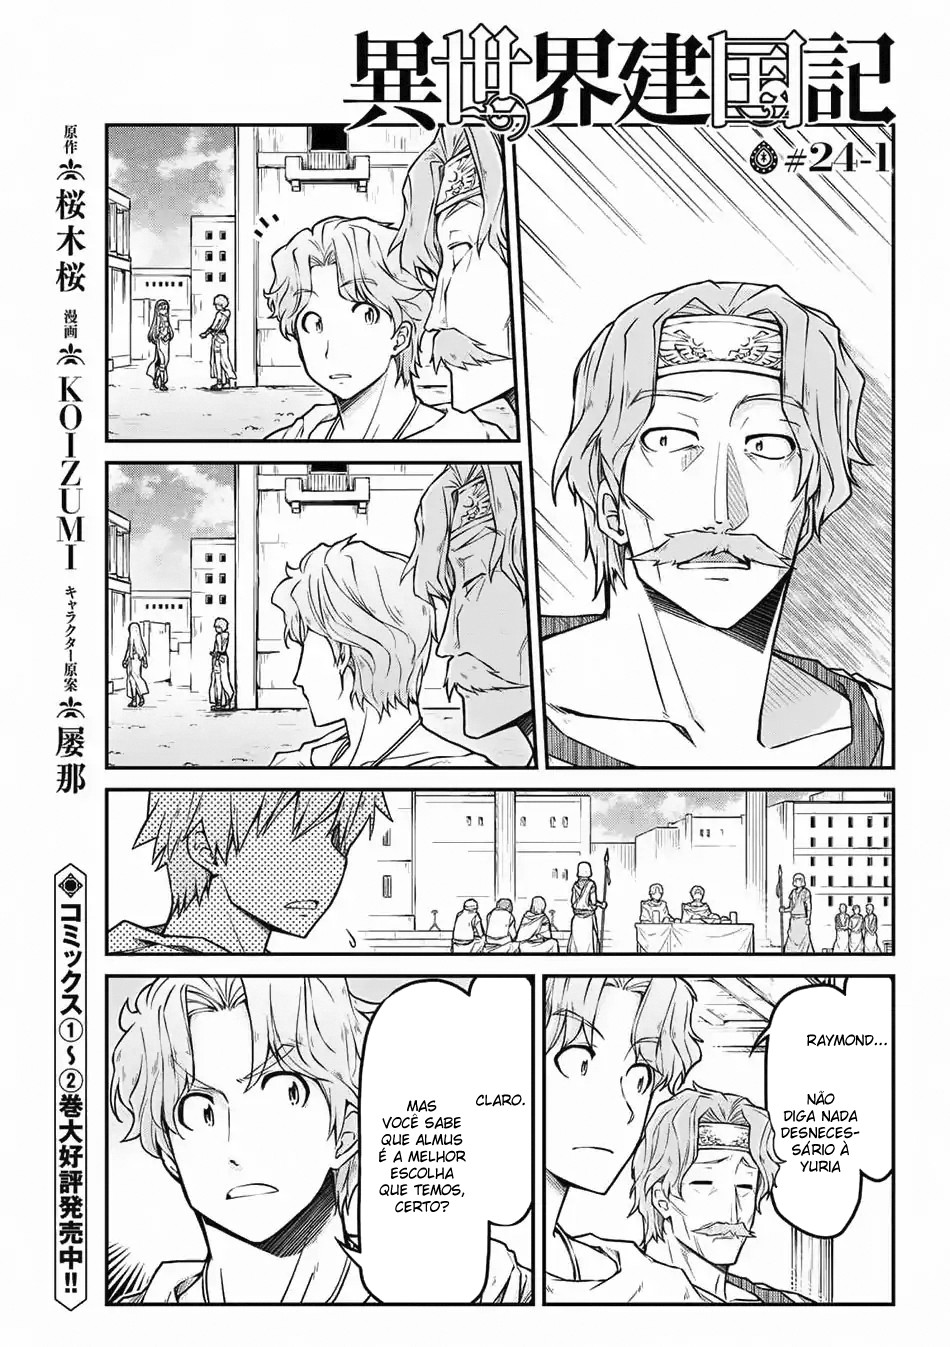 異世界建国記
#24-1
原作 桜木桜 漫画 KOIZUMI キャラクター原案 屡那
コミックス①~②巻大好評発売中!!
RAYMOND...
NÃO
DIGA NADA
DESNECES-
SÁRIO À
YURIA
CLARO.
MAS
VOCÊ SABE
QUE ALMUS
É A MELHOR
ESCOLHA
QUE TEMOS,
CERTO?